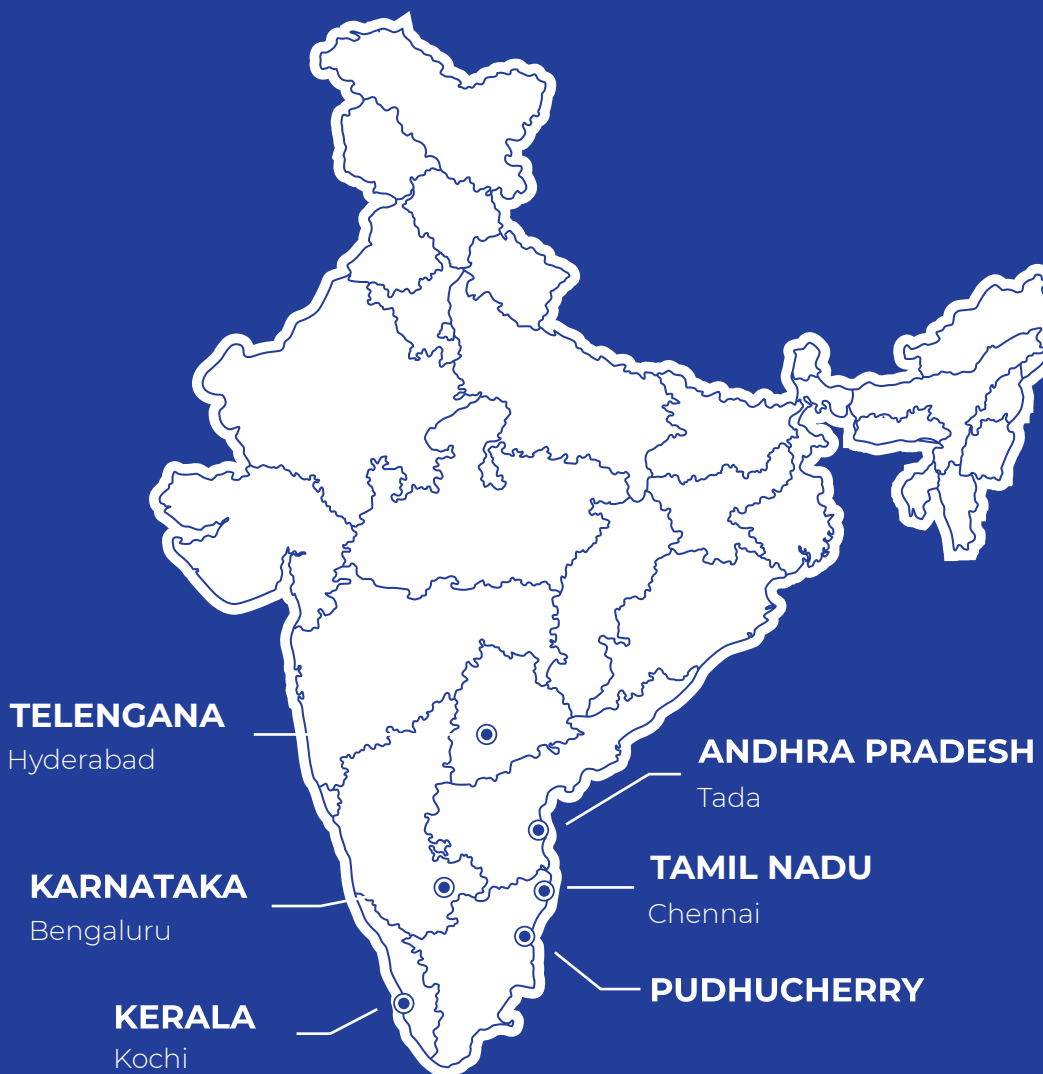 TELENGANA
Hyderabad
ANDHRA PRADESH
Tada
TAMIL NADU
Chennai
KARNATAKA
Bengaluru
PUDHUCHERRY
KERALA
Kochi